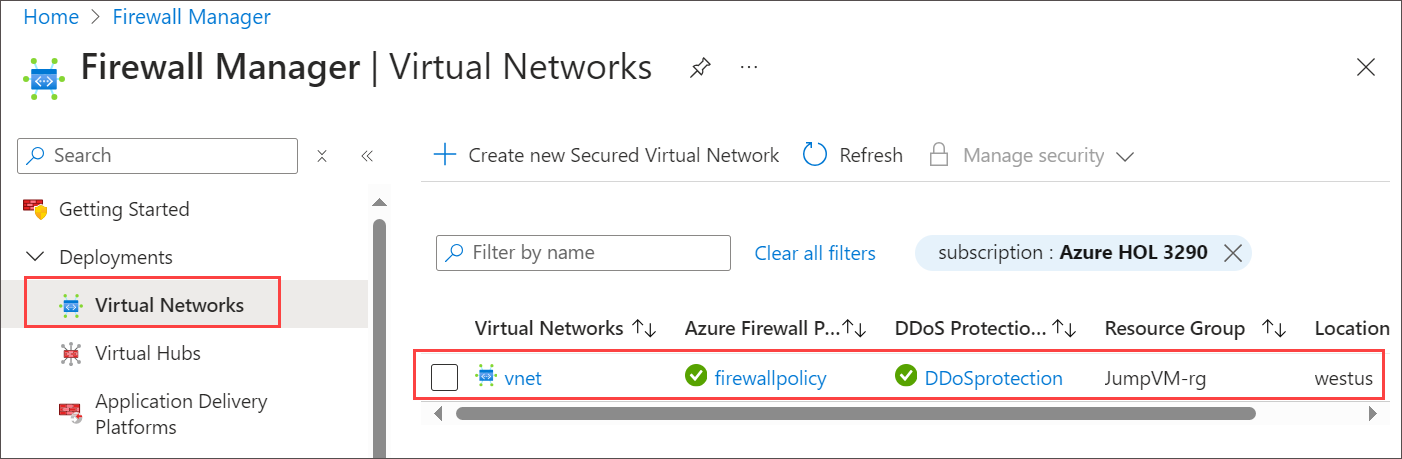 Home > Firewall Manager
Firewall Manager | Virtual Networks ...
Search
Create new Secured Virtual Network Refresh Manage security
Getting Started
Deployments
Virtual Networks
Virtual Hubs
Application Delivery
Platforms
Filter by name Clear all filters subscription : Azure HOL 3290
Virtual Networks Azure Firewall P... DDoS Protectio... Resource Group Location
vnet firewallpolicy DDoSprotection JumpVM-rg westus